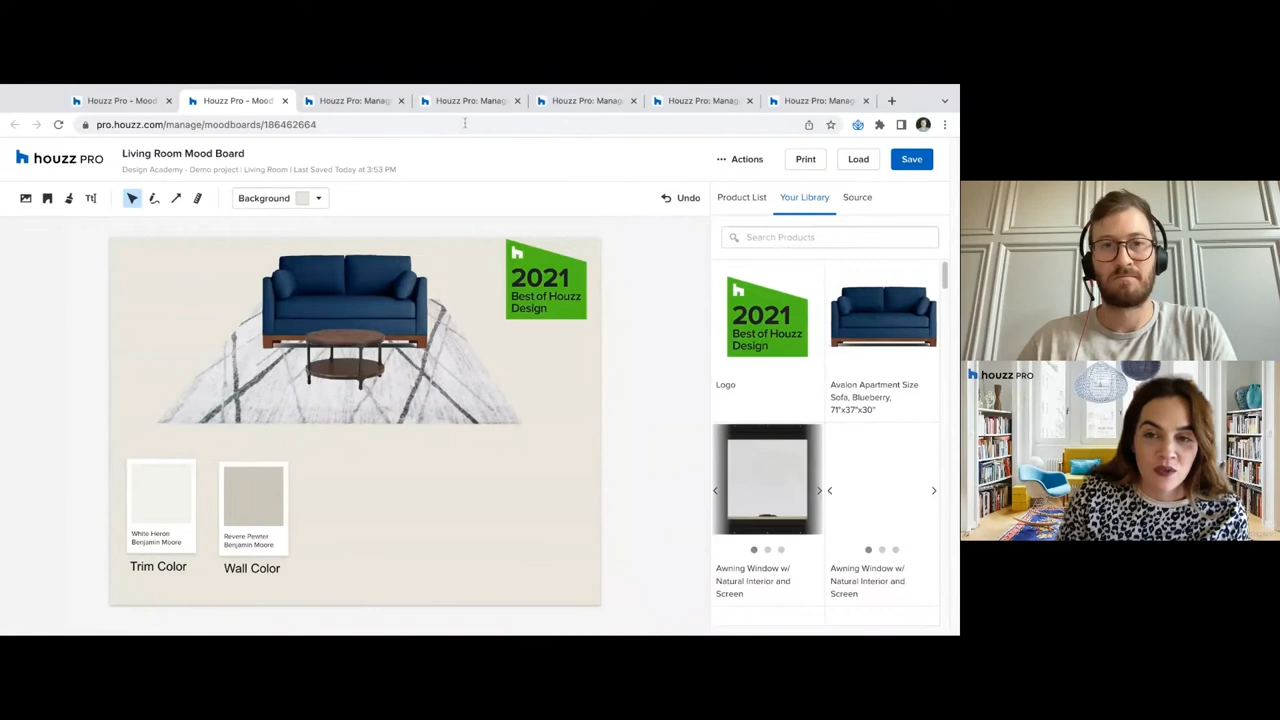 Houzz Pro – Mood
Houzz Pro – Mood
Houzz Pro: Manag
Houzz Pro: Manag
Houzz Pro: Manag
Houzz Pro: Manag
Houzz Pro: Manag
pro.houzz.com/manage/moodboards/186462664
houzz PRO
Living Room Mood Board
Design Academy - Demo project | Living Room | Last Saved Today at 3:53 PM
Actions
Print
Load
Save
Background
Undo
Product List
Your Library
Source
Search Products
2021
Best of Houzz
Design
White Heron
Benjamin Moore
Trim Color
Revere Pewter
Benjamin Moore
Wall Color
2021
Best of Houzz
Design
Logo
Avalon Apartment Size
Sofa, Blueberry,
71"x37"x30"
Awning Window w/
Natural Interior and
Screen
Awning Window w/
Natural Interior and
Screen
houzz PRO